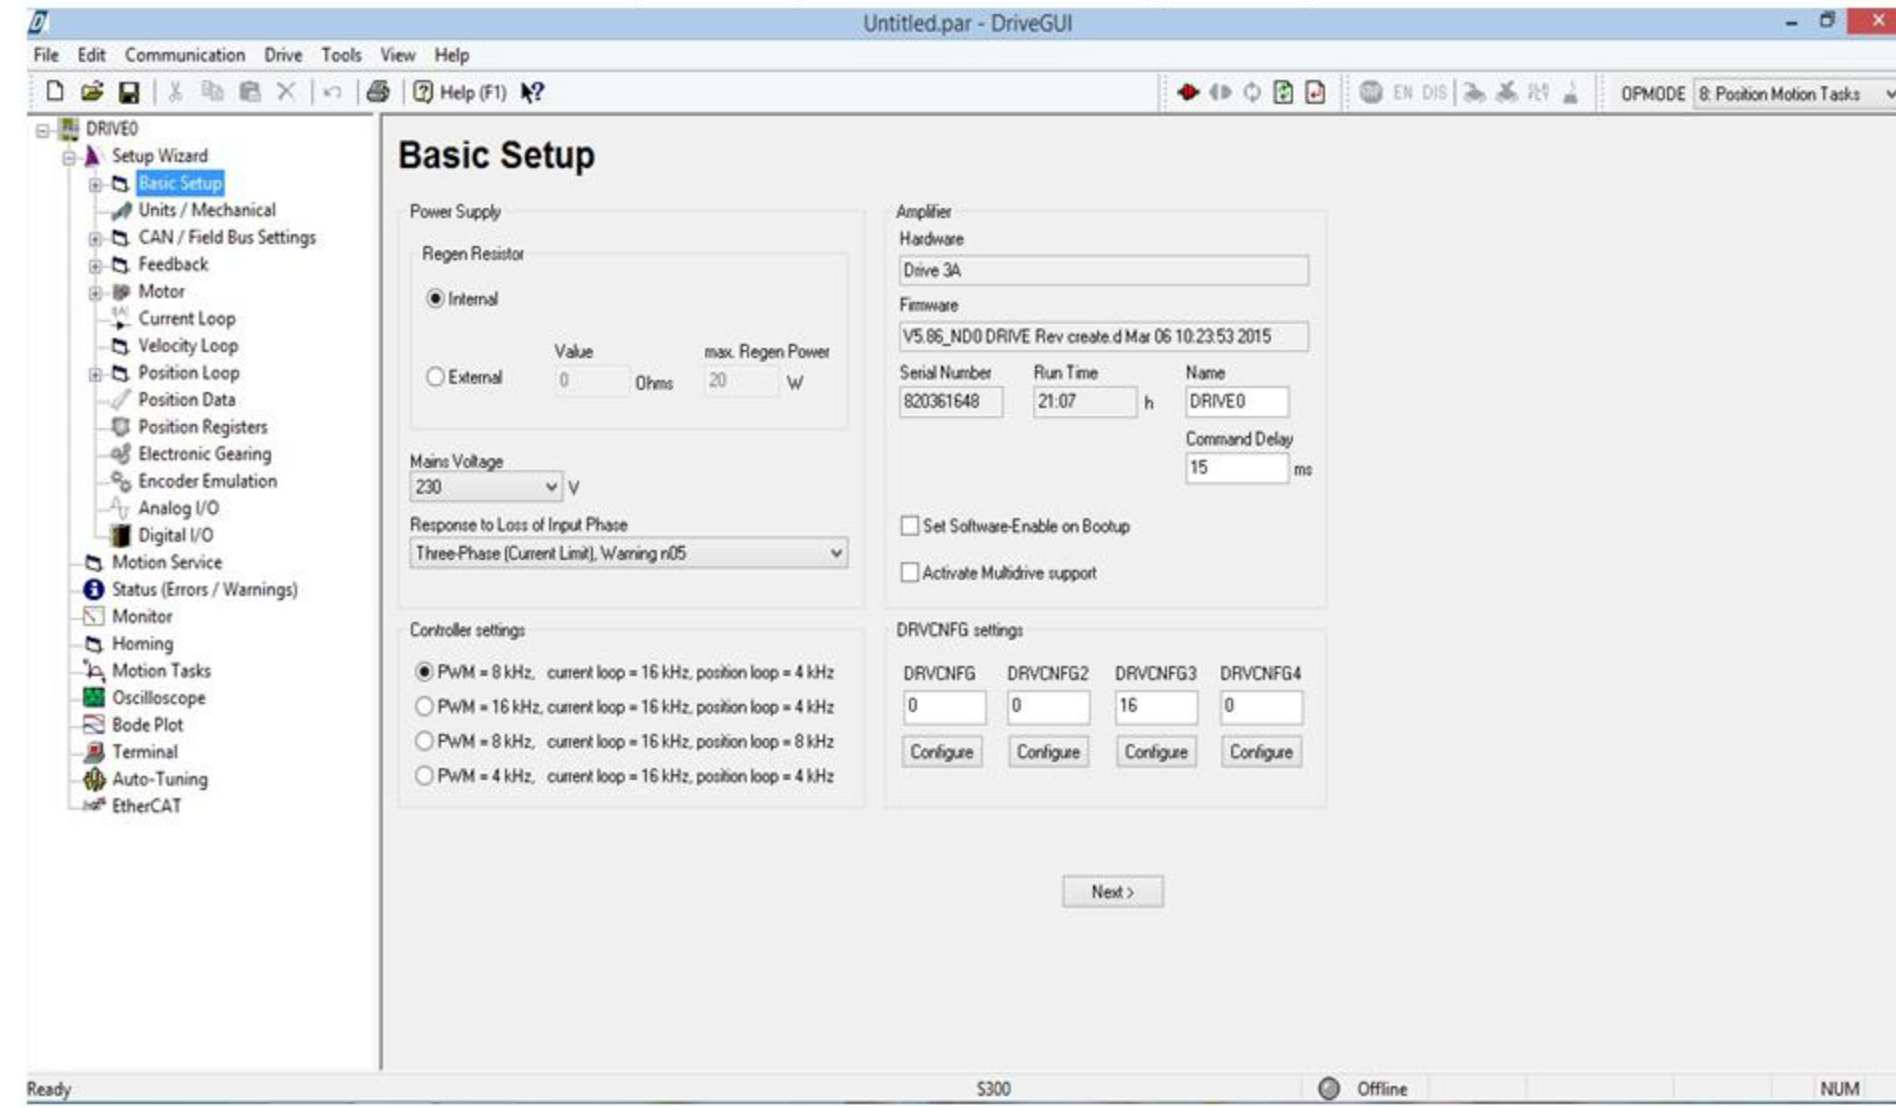 Untitled.par - DriveGUI
File Edit Communication Drive Tools View Help
Help (F1)
EN DIS
OPMODE 8: Position Motion Tasks
DRIVE0
Setup Wizard
Basic Setup
Units / Mechanical
CAN / Field Bus Settings
Feedback
Motor
Current Loop
Velocity Loop
Position Loop
Position Data
Position Registers
Electronic Gearing
Encoder Emulation
Analog I/O
Digital I/O
Motion Service
Status (Errors / Warnings)
Monitor
Homing
Motion Tasks
Oscilloscope
Bode Plot
Terminal
Auto-Tuning
EtherCAT
Basic Setup
Power Supply
Regen Resistor
Internal
Value max. Regen Power
External 0 Ohms 20 W
Mains Voltage
230 V
Response to Loss of Input Phase
Three-Phase (Current Limit), Warning n05
Controller settings
PWM = 8 kHz, current loop = 16 kHz, position loop = 4 kHz
PWM = 16 kHz, current loop = 16 kHz, position loop = 4 kHz
PWM = 8 kHz, current loop = 16 kHz, position loop = 8 kHz
PWM = 4 kHz, current loop = 16 kHz, position loop = 4 kHz
Amplifier
Hardware
Drive 3A
Firmware
V5.86_ND0 DRIVE Rev create.d Mar 06 10:23:53 2015
Serial Number Run Time Name
820361648 21:07 h DRIVE0
Command Delay
15 ms
Set Software-Enable on Bootup
Activate Multidrive support
DRVCNFG settings
DRVCNFG DRVCNFG2 DRVCNFG3 DRVCNFG4
0 0 16 0
Configure Configure Configure Configure
Next >
Ready S300 Offline NUM